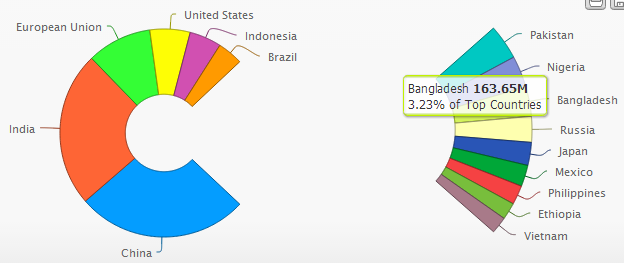 United States
European Union
Indonesia
Brazil
India
China
Pakistan
Nigeria
Bangladesh 163.65M
3.23% of Top Countries
Bangladesh
Russia
Japan
Mexico
Philippines
Ethiopia
Vietnam